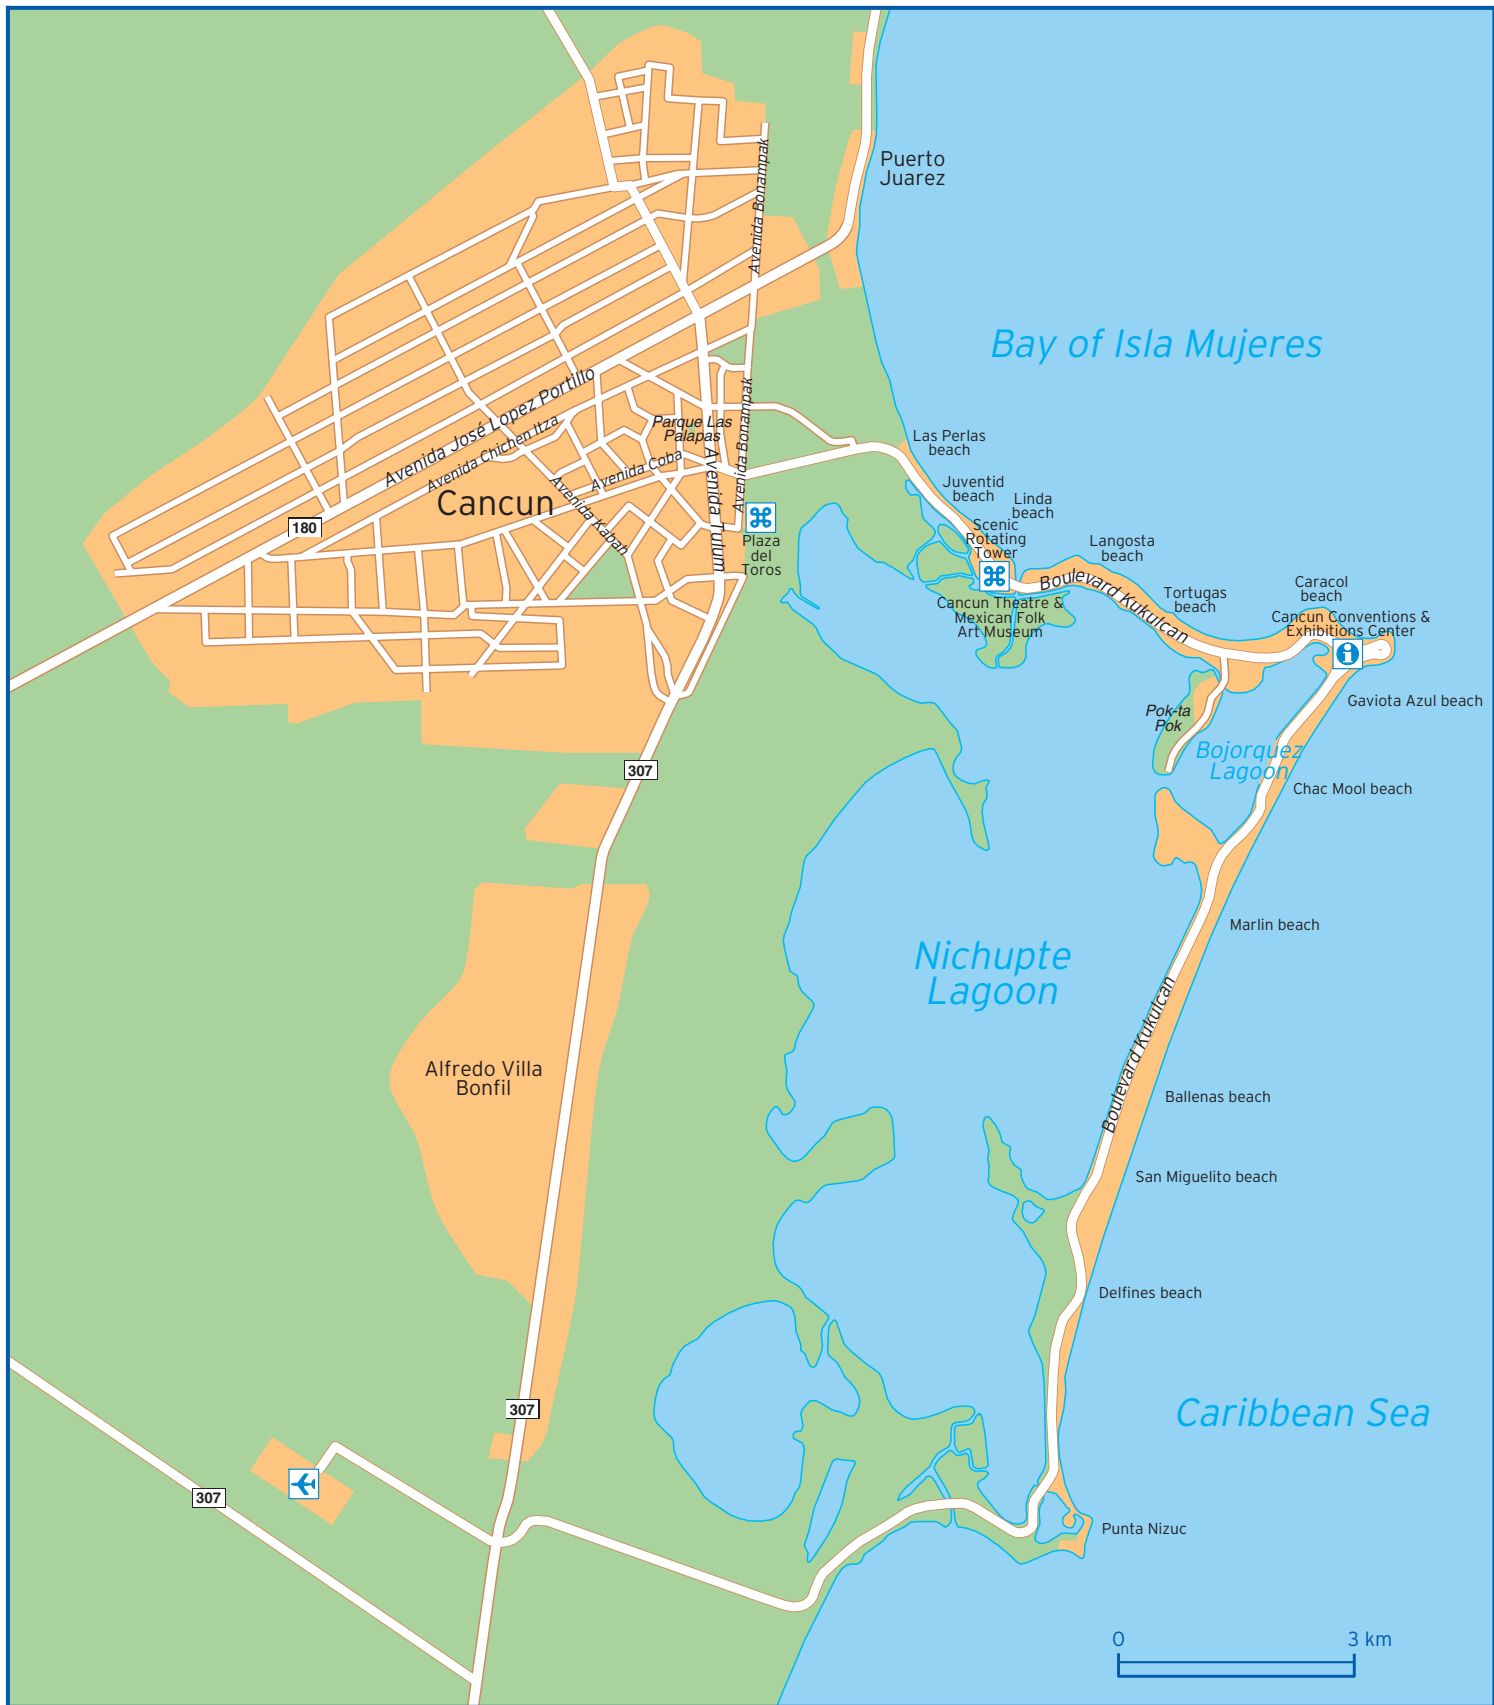 Puerto
Juarez
Avenida Bonampak
Bay of Isla Mujeres
Avenida José Lopez Portillo
Avenida Chichen Itza
Parque Las
Palapas
Avenida Bonampak
Avenida Coba
Avenida Tulum
Avenida Kabah
Cancun
180
Plaza
del
Toros
Las Perlas
beach
Juventid
beach
Linda
beach
Scenic
Rotating
Tower
Langosta
beach
Boulevard Kukulcan
Tortugas
beach
Caracol
beach
Cancun Theatre &
Mexican Folk
Art Museum
Cancun Conventions &
Exhibitions Center
i
Gaviota Azul beach
Pok-ta
Pok
Bojorquez
Lagoon
307
Chac Mool beach
Marlin beach
Nichupte
Lagoon
Boulevard Kukulcan
Alfredo Villa
Bonfil
Ballenas beach
San Miguelito beach
Delfines beach
307
Caribbean Sea
307
Punta Nizuc
0 3 km